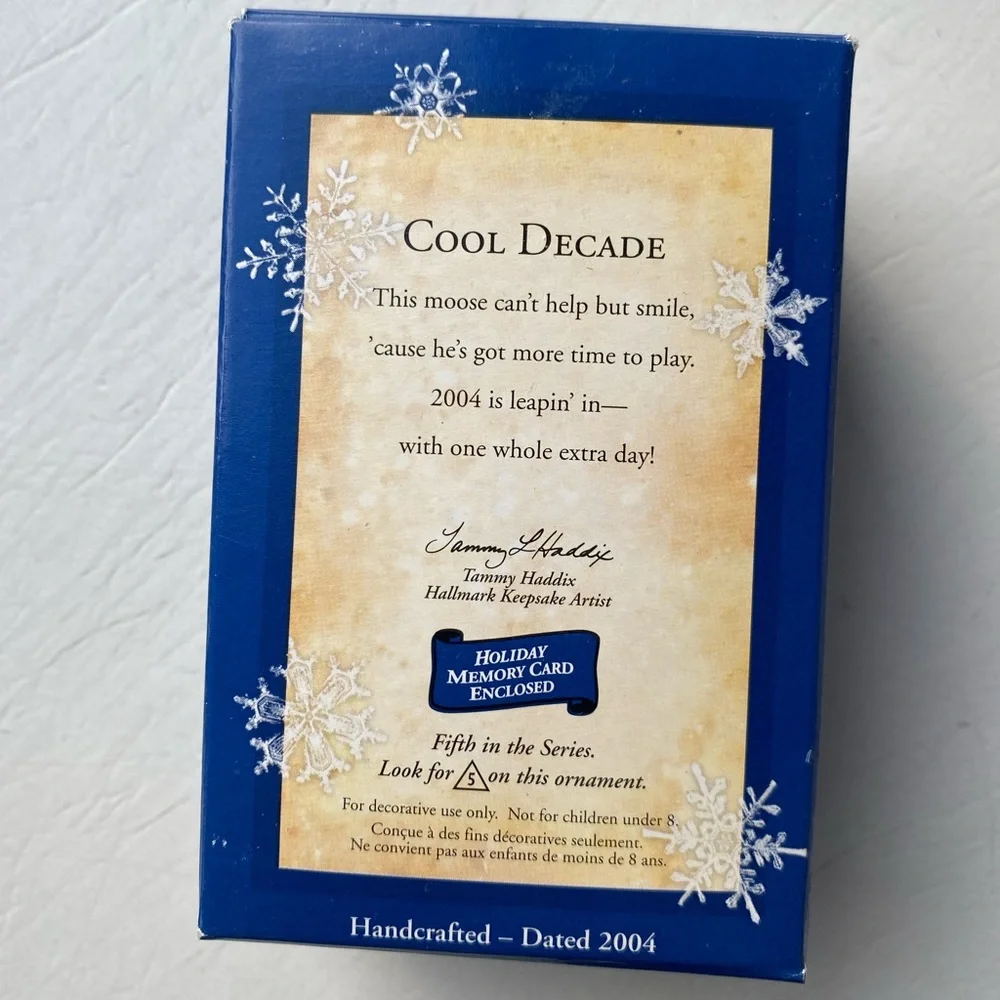 COOL DECADE
This moose can't help but smile,
'cause he's got more time to play.
2004 is leapin' in—
with one whole extra day!
Tammy L Haddix
Tammy Haddix
Hallmark Keepsake Artist
HOLIDAY
MEMORY CARD
ENCLOSED
Fifth in the Series.
Look for 5 on this ornament.
For decorative use only. Not for children under 8.
Conçue à des fins décoratives seulement.
Ne convient pas aux enfants de moins de 8 ans.
Handcrafted – Dated 2004